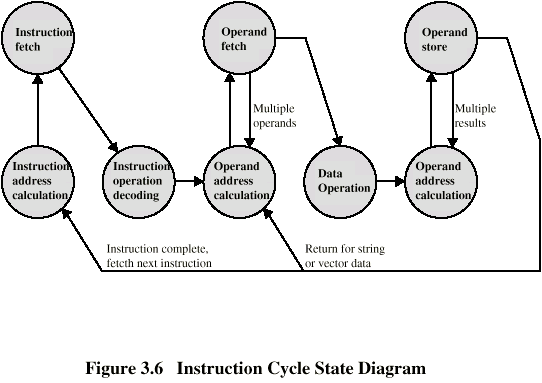 Instruction
fetch
Operand
fetch
Operand
store
Multiple
operands
Multiple
results
Instruction
address
calculation
Instruction
operation
decoding
Operand
address
calculation
Data
Operation
Operand
address
calculation
Instruction complete,
fetcth next instruction
Return for string
or vector data
Figure 3.6 Instruction Cycle State Diagram